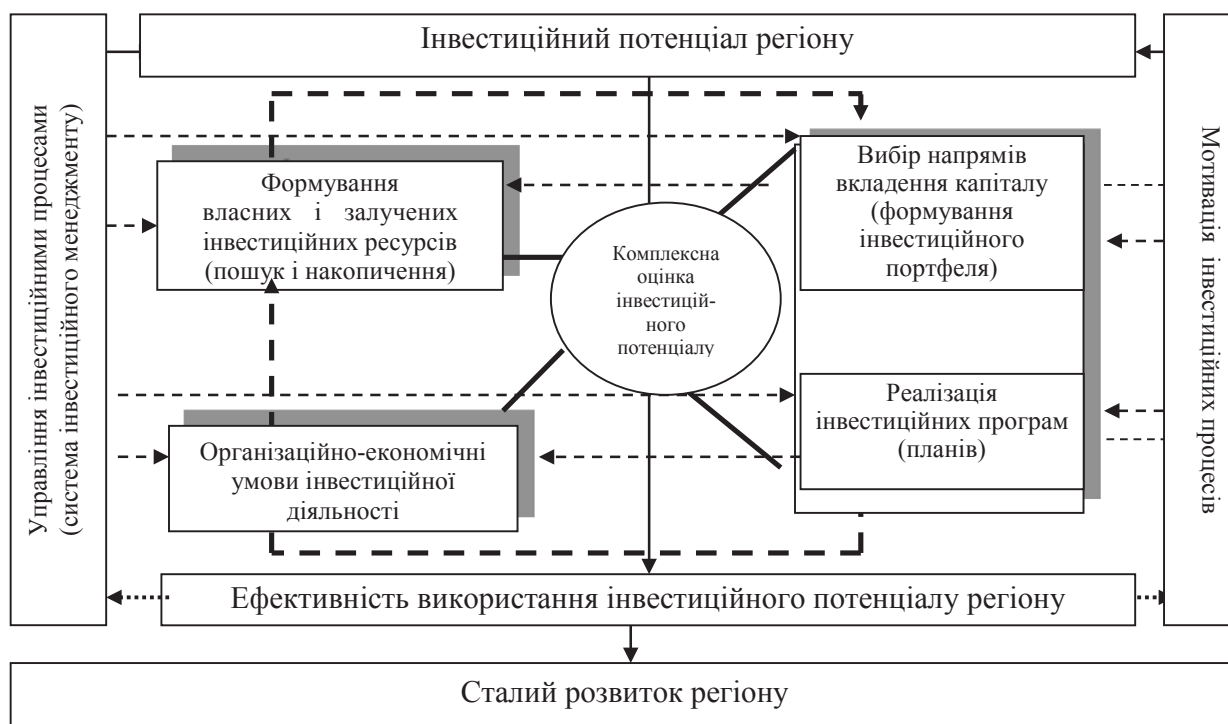 Інвестиційний потенціал регіону
Управління інвестиційними процесами
(система інвестиційного менеджменту)
Формування
власних і залучених
інвестиційних ресурсів
(пошук і накопичення)
Комплексна
оцінка
інвестицій-
ного
потенціалу
Вибір напрямів
вкладення капіталу
(формування
інвестиційного
портфеля)
Мотивація інвестиційних процесів
Організаційно-економічні
умови інвестиційної
діяльності
Реалізація
інвестиційних програм
(планів)
Ефективність використання інвестиційного потенціалу регіону
Сталий розвиток регіону